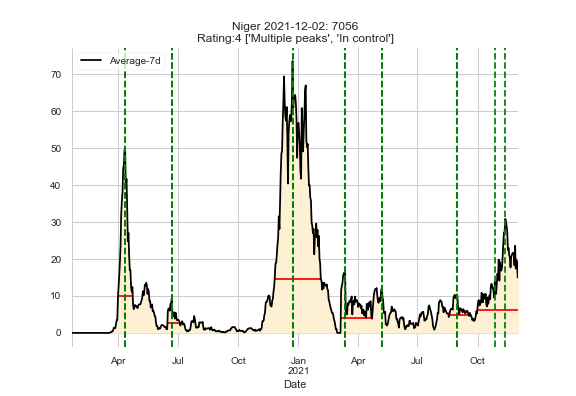 Niger 2021-12-02: 7056
Rating:4 ['Multiple peaks', 'In control']
Average-7d
70
60
50
40
30
20
10
0
Apr Jul Oct Jan Apr Jul Oct
2021
Date